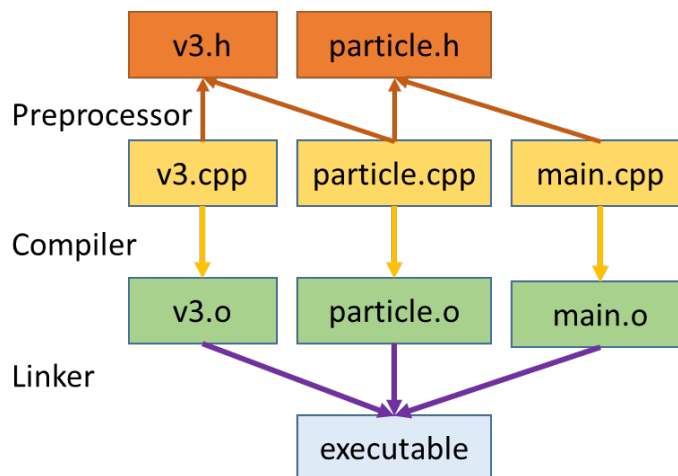 v3.h
particle.h
Preprocessor
v3.cpp
particle.cpp
main.cpp
Compiler
v3.o
particle.o
main.o
Linker
executable